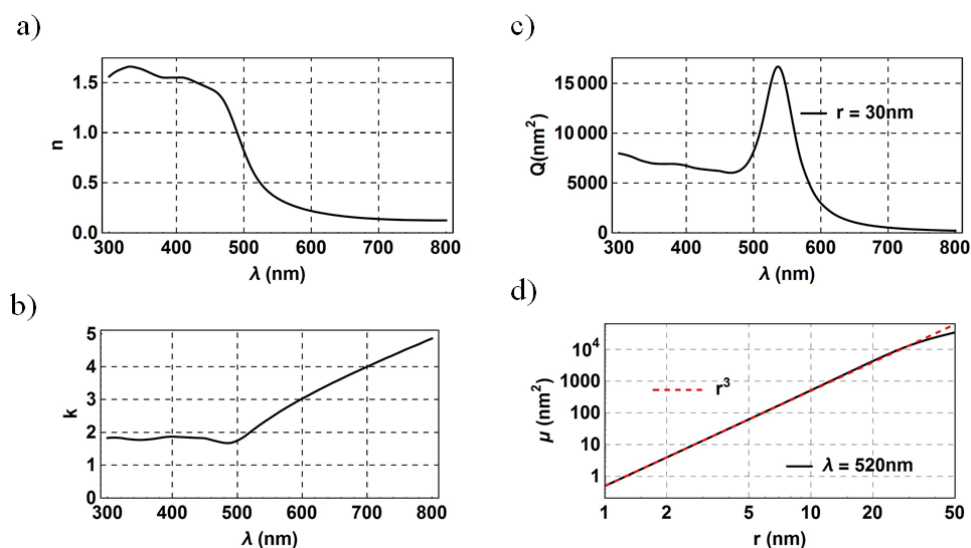 a)
n
1.5
1.0
0.5
0.0
300 400 500 600 700 800
λ (nm)
b)
k
5
4
3
2
1
0
300 400 500 600 700 800
λ (nm)
c)
Q(nm²)
15 000
10 000
5000
0
r = 30nm
300 400 500 600 700 800
λ (nm)
d)
μ (nm²)
10⁴
1000
100
10
1
r³
λ = 520nm
1 2 5 10 20 50
r (nm)